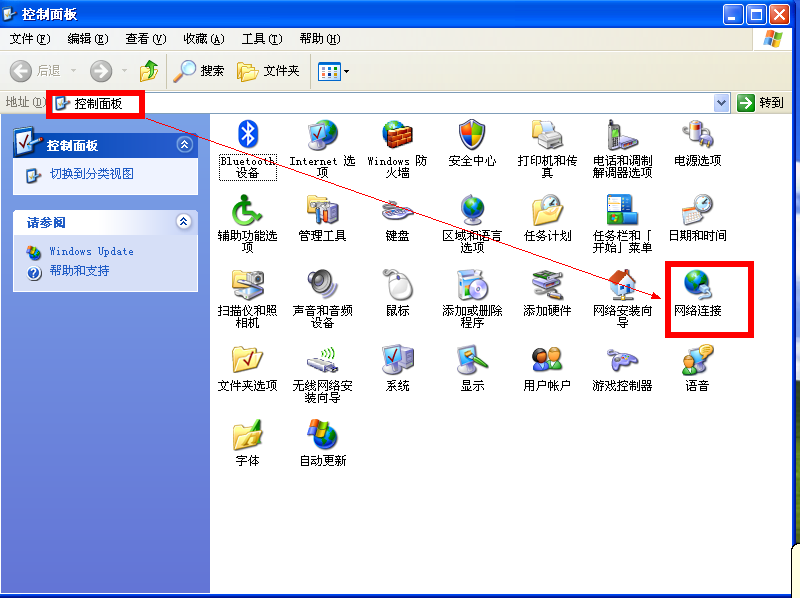 控制面板
文件(F) 编辑(E) 查看(V) 收藏(A) 工具(T) 帮助(H)
后退 搜索 文件夹
地址(D) 控制面板 转到
控制面板
切换到分类视图
请参阅
Windows Update
帮助和支持
Bluetooth
设备
Internet 选
项
Windows 防
火墙
安全中心
打印机和传
真
电话和调制
解调器选项
电源选项
辅助功能选
项
管理工具
键盘
区域和语言
选项
任务计划
任务栏和「
开始」菜单
日期和时间
扫描仪和照
相机
声音和音频
设备
鼠标
添加或删除
程序
添加硬件
网络安装向
导
网络连接
文件夹选项
无线网络安
装向导
系统
显示
用户帐户
游戏控制器
语音
字体
自动更新